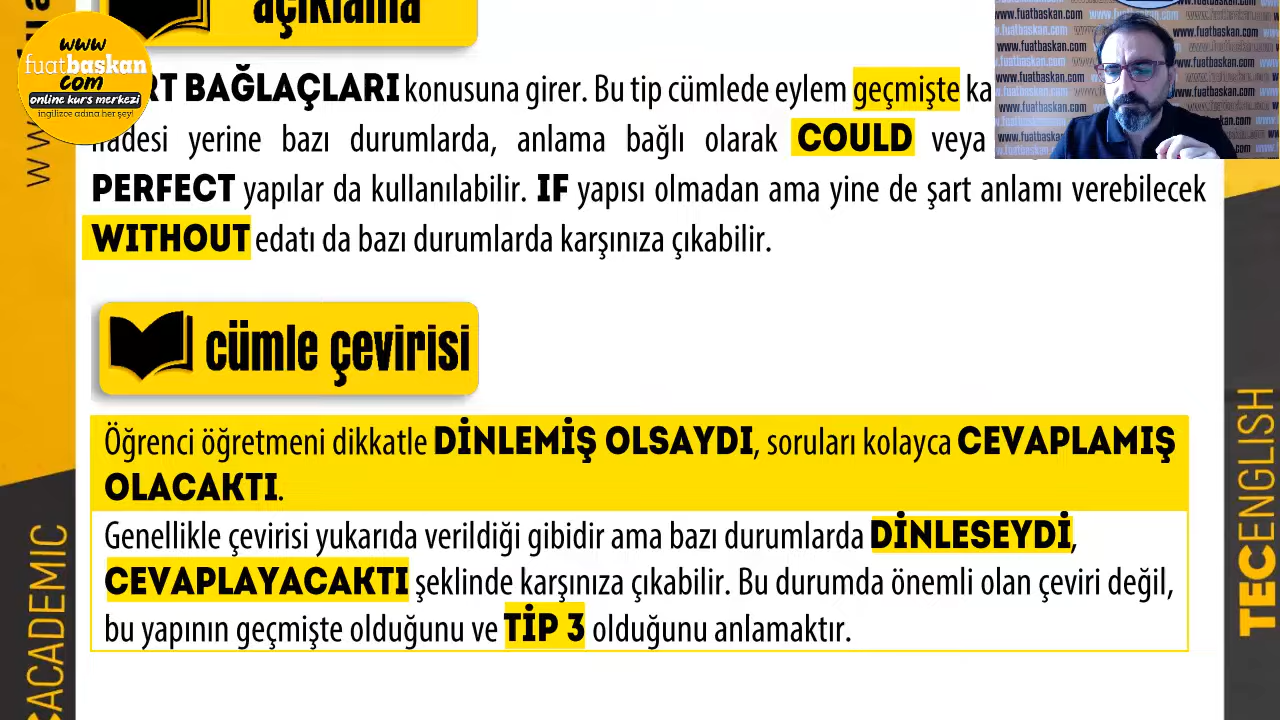 açıklama
www
fuatbaskan
com
online kurs merkezi
ingilizce adına her şey!
BAĞLAÇLARI konusuna girer. Bu tip cümlede eylem geçmişte
yerine bazı durumlarda, anlama bağlı olarak COULD veya
PERFECT yapılar da kullanılabilir. IF yapısı olmadan ama yine de şart anlamı verebilecek
WITHOUT edatı da bazı durumlarda karşınıza çıkabilir.
cümle çevirisi
Öğrenci öğretmeni dikkatle DİNLEMİŞ OLSAYDI, soruları kolayca CEVAPLAMIŞ
OLACAKTI.
Genellikle çevirisi yukarıda verildiği gibidir ama bazı durumlarda DİNLESEYDİ,
CEVAPLAYACAKTI şeklinde karşınıza çıkabilir. Bu durumda önemli olan çeviri değil,
bu yapının geçmişte olduğunu ve TİP 3 olduğunu anlamaktır.
ACADEMIC
TECENGLISH
www.fuatbaskan.com